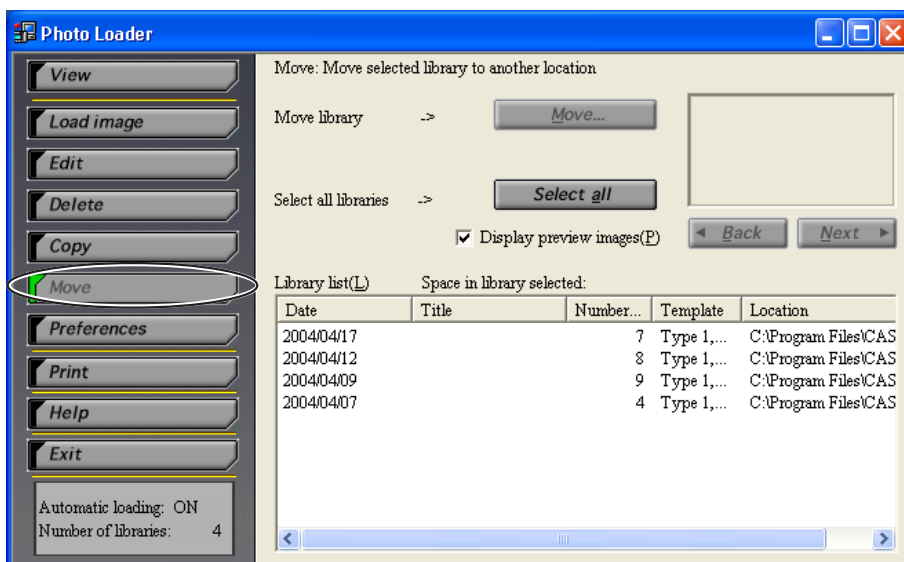 Photo Loader
View
Load image
Edit
Delete
Copy
Move
Preferences
Print
Help
Exit
Automatic loading: ON
Number of libraries: 4
Move: Move selected library to another location
Move library -> Move...
Select all libraries -> Select all
Display preview images(P)
Back Next
Library list(L) Space in library selected:
Date Title Number... Template Location
2004/04/17 7 Type 1,... C:\Program Files\CAS
2004/04/12 8 Type 1,... C:\Program Files\CAS
2004/04/09 9 Type 1,... C:\Program Files\CAS
2004/04/07 4 Type 1,... C:\Program Files\CAS